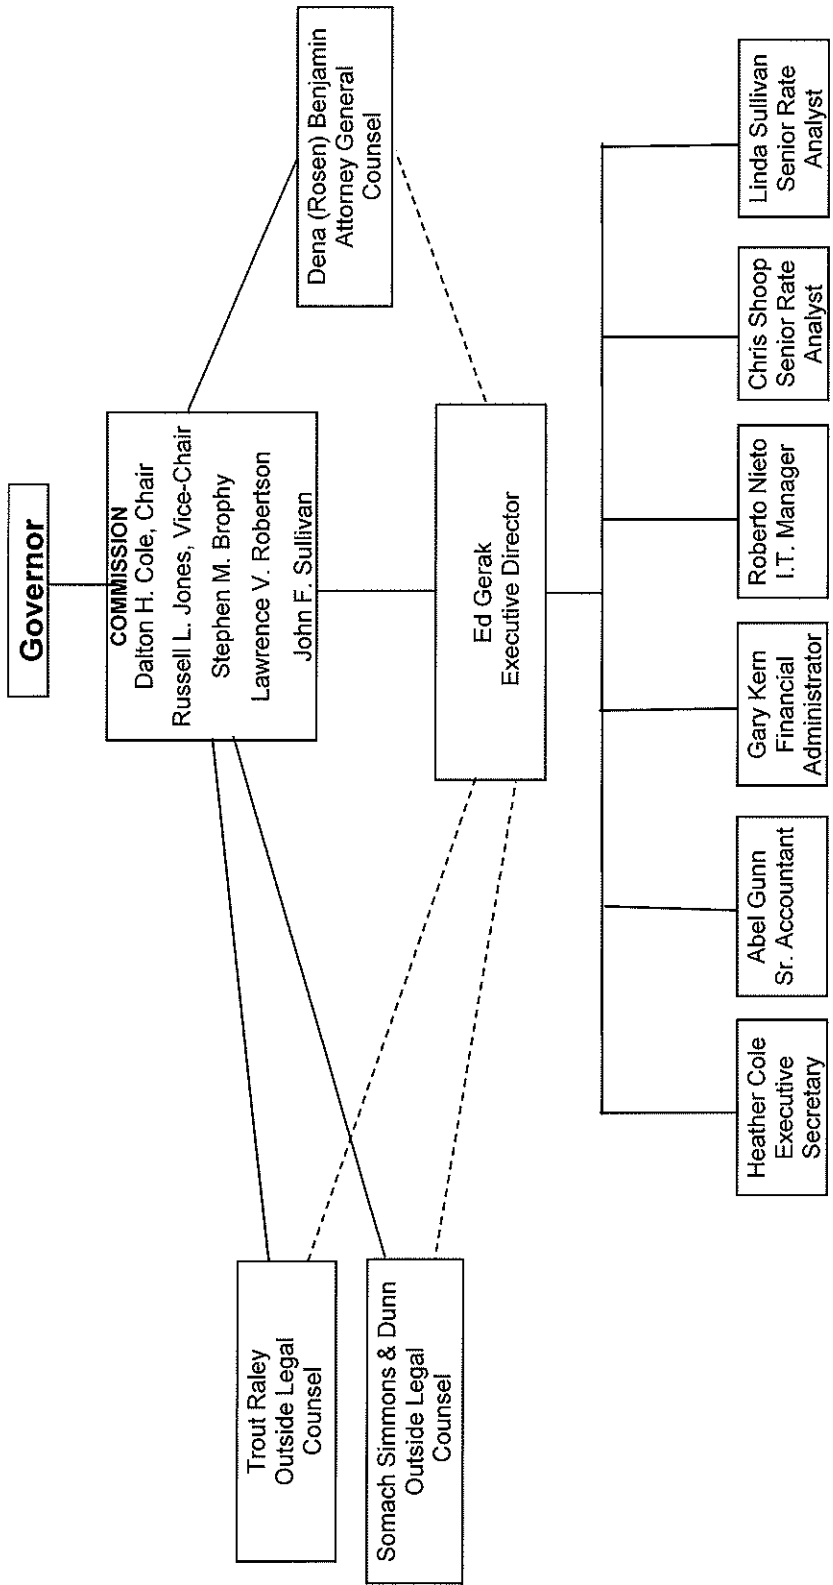 Governor
COMMISSION
Dalton H. Cole, Chair
Russell L. Jones, Vice-Chair
Stephen M. Brophy
Lawrence V. Robertson
John F. Sullivan
Trout Raley
Outside Legal
Counsel
Dena (Rosen) Benjamin
Attorney General
Counsel
Somach Simmons & Dunn
Outside Legal
Counsel
Ed Gerak
Executive Director
Heather Cole
Executive
Secretary
Abel Gunn
Sr. Accountant
Gary Kern
Financial
Administrator
Roberto Nieto
I.T. Manager
Chris Shoop
Senior Rate
Analyst
Linda Sullivan
Senior Rate
Analyst